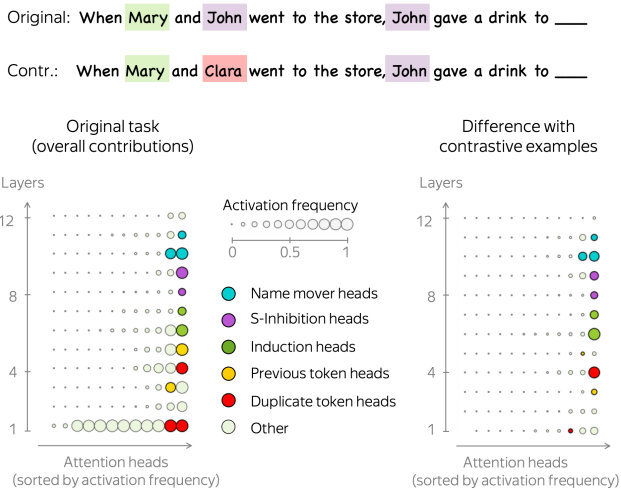 Original: When Mary and John went to the store, John gave a drink to ____
Contr.: When Mary and Clara went to the store, John gave a drink to ____
Original task
(overall contributions)
Difference with
contrastive examples
Layers
12
8
4
1
Attention heads
(sorted by activation frequency)
Activation frequency
0 0.5 1
Name mover heads
S-Inhibition heads
Induction heads
Previous token heads
Duplicate token heads
Other
Layers
12
8
4
1
Attention heads
(sorted by activation frequency)